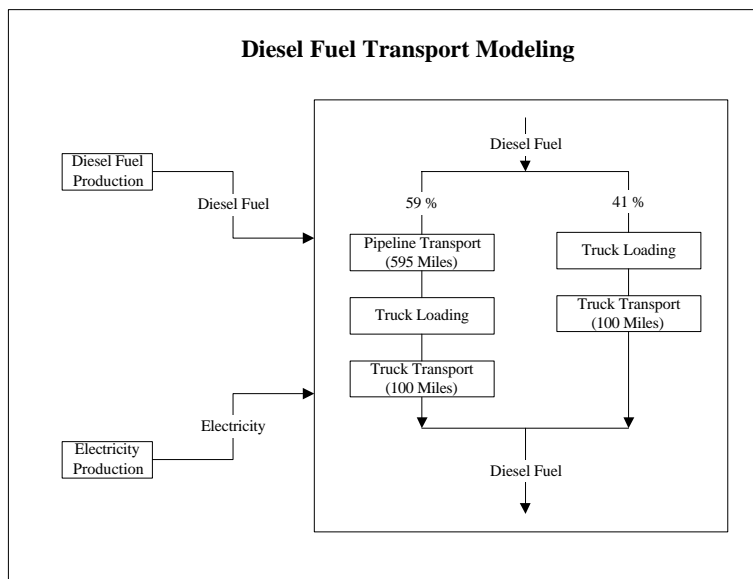 Diesel Fuel Transport Modeling
Diesel Fuel
Production
Diesel Fuel
Electricity
Electricity
Production
Diesel Fuel
59 %
41 %
Pipeline Transport
(595 Miles)
Truck Loading
Truck Transport
(100 Miles)
Truck Loading
Truck Transport
(100 Miles)
Diesel Fuel